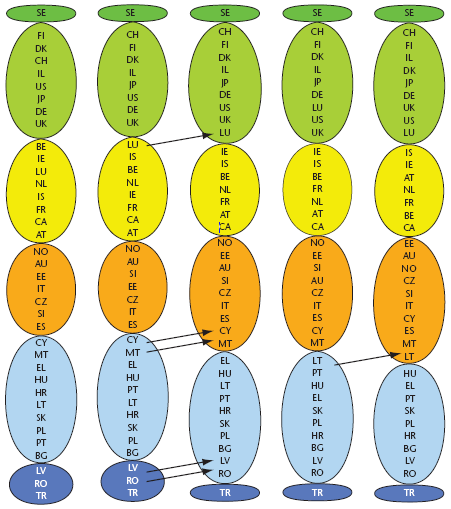 SE
FI
DK
CH
IL
US
JP
DE
UK
BE
IE
LU
NL
IS
FR
CA
AT
NO
AU
EE
IT
CZ
SI
ES
CY
MT
EL
HU
HR
LT
SK
PL
PT
BG
LV
RO
TR
SE
CH
FI
DK
IL
JP
US
DE
UK
LU
IS
BE
NL
IE
FR
CA
AT
NO
AU
SI
EE
CZ
IT
ES
CY
MT
EL
HU
PT
LT
HR
SK
PL
BG
LV
RO
TR
SE
CH
FI
DK
IL
JP
DE
US
UK
LU
IE
IS
BE
NL
FR
AT
CA
NO
EE
AU
SI
CZ
IT
ES
CY
MT
EL
HU
LT
PT
HR
SK
PL
BG
LV
RO
TR
SE
CH
FI
DK
IL
JP
DE
LU
US
UK
IE
IS
BE
FR
NL
AT
CA
NO
EE
SI
AU
CZ
IT
ES
CY
MT
LT
PT
HU
EL
SK
PL
HR
BG
LV
RO
TR
SE
CH
FI
IL
DK
JP
DE
UK
US
LU
IS
IE
AT
NL
FR
BE
CA
EE
AU
NO
CZ
SI
IT
CY
ES
MT
LT
HU
EL
PT
SK
PL
HR
BG
LV
RO
TR